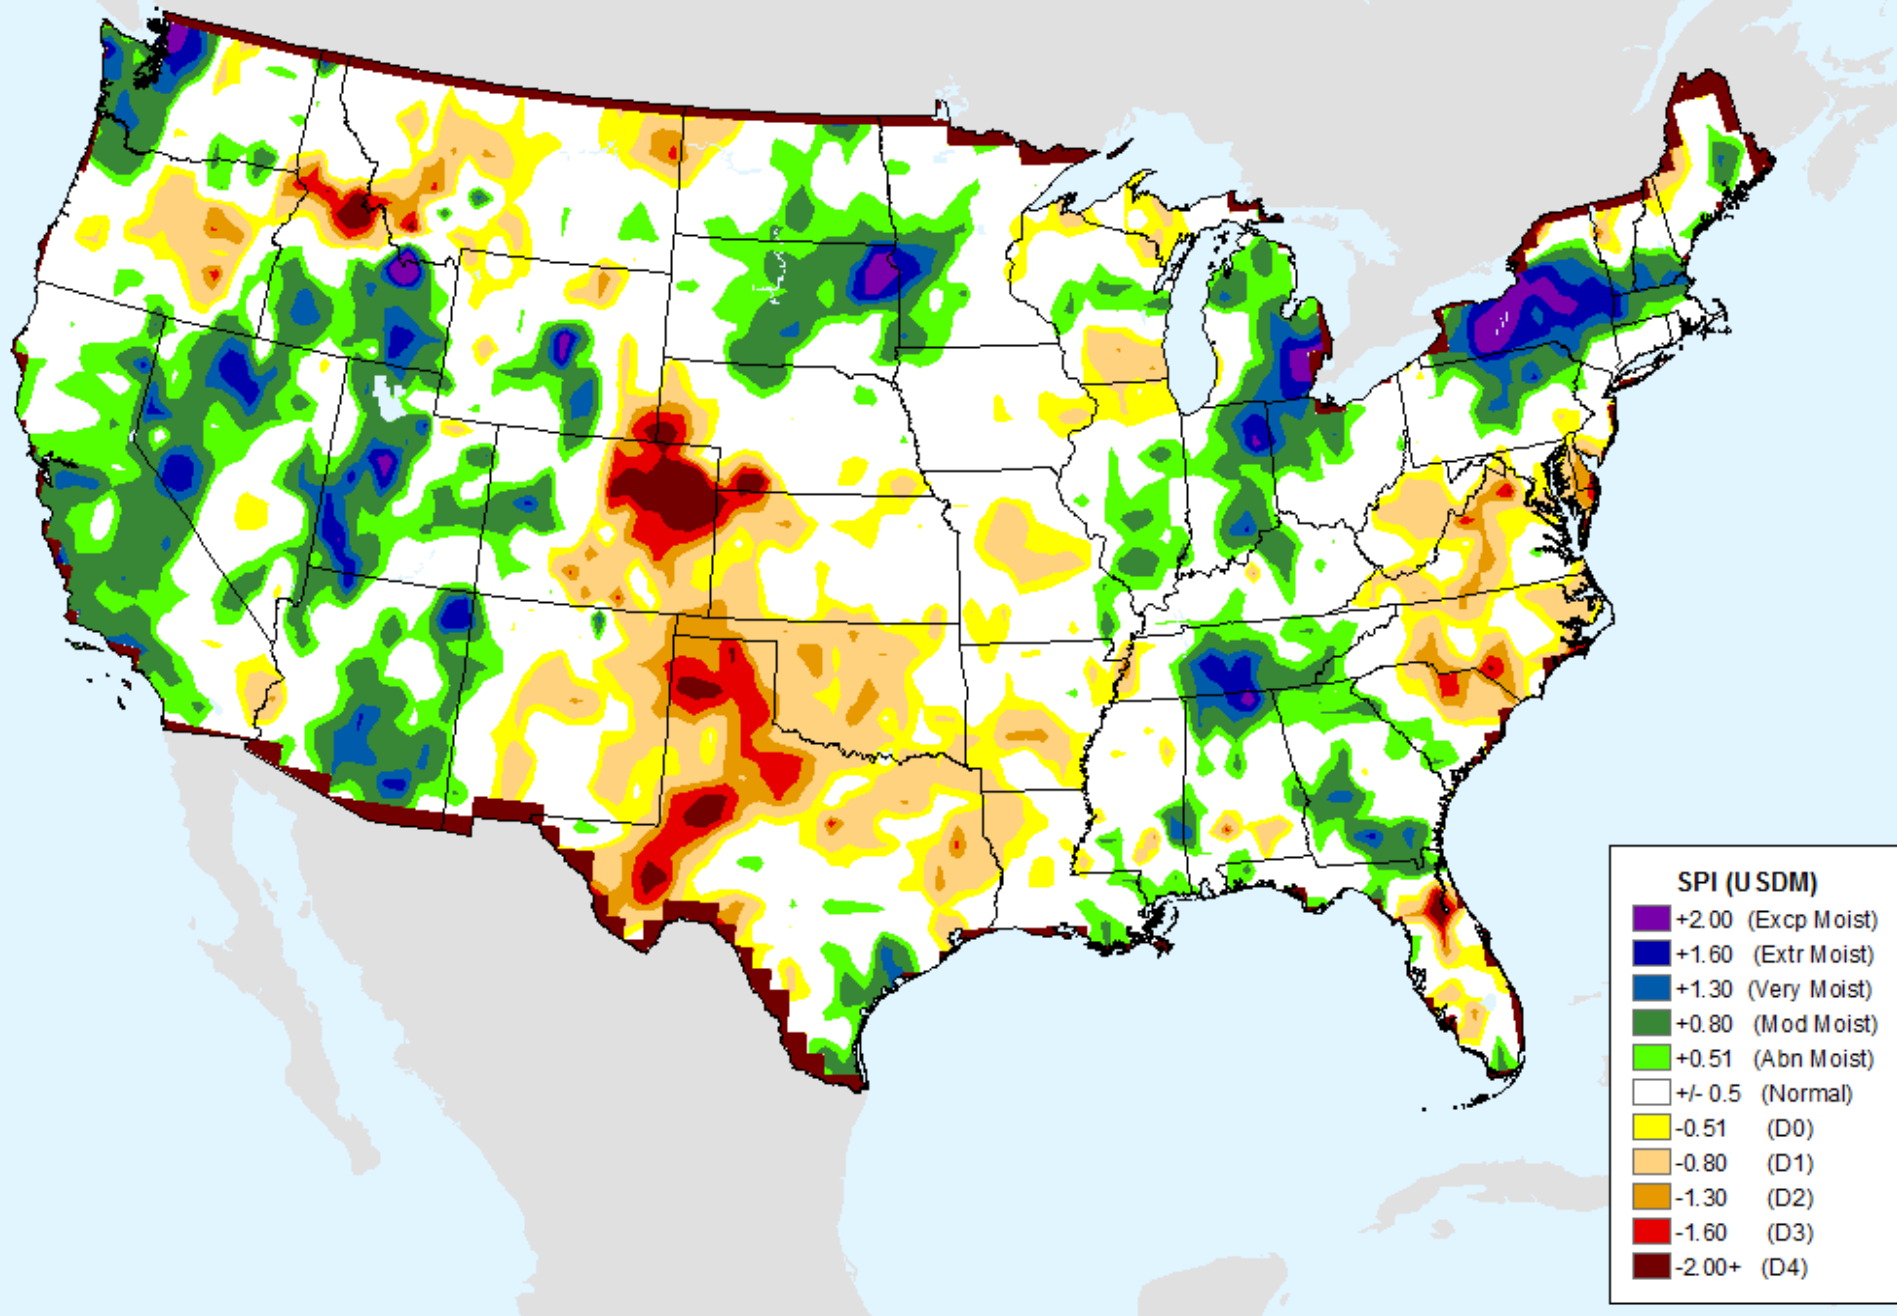 SPI (USDM)
+2.00 (Excp Moist)
+1.60 (Extr Moist)
+1.30 (Very Moist)
+0.80 (Mod Moist)
+0.51 (Abn Moist)
+/- 0.5 (Normal)
-0.51 (D0)
-0.80 (D1)
-1.30 (D2)
-1.60 (D3)
-2.00+ (D4)